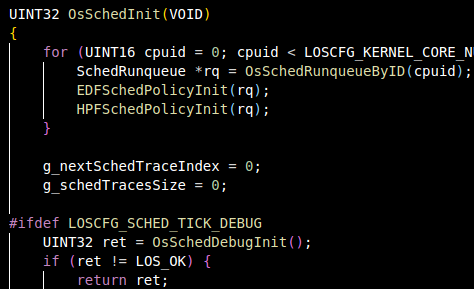 UINT32 OsSchedInit(VOID)
{
    for (UINT16 cpuid = 0; cpuid < LOSCFG_KERNEL_CORE_N
        SchedRunqueue *rq = OsSchedRunqueueByID(cpuid);
        EDFSchedPolicyInit(rq);
        HPFSchedPolicyInit(rq);
    }
    g_nextSchedTraceIndex = 0;
    g_schedTracesSize = 0;
#ifdef LOSCFG_SCHED_TICK_DEBUG
    UINT32 ret = OsSchedDebugInit();
    if (ret != LOS_OK) {
        return ret;